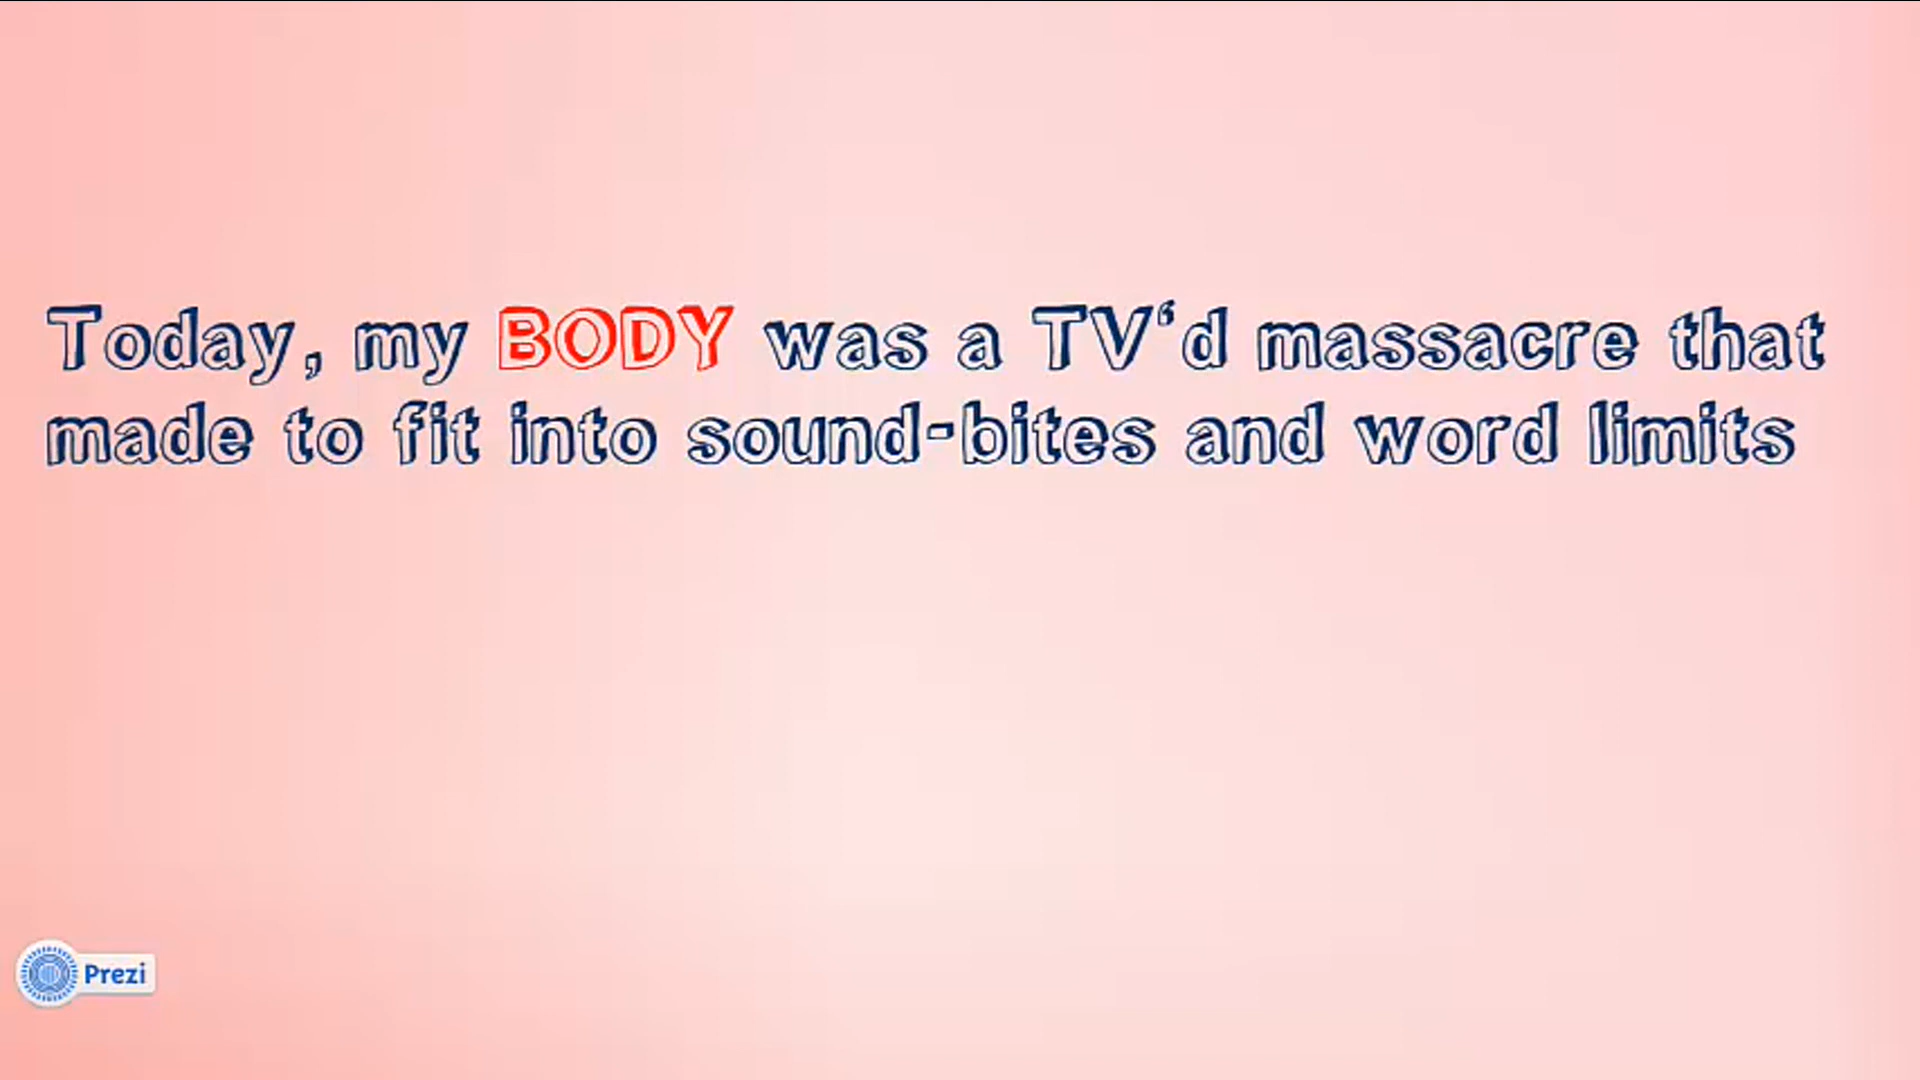 Today, my BODY was a TV‘d massacre that
made to fit into sound-bites and word limits
Prezi